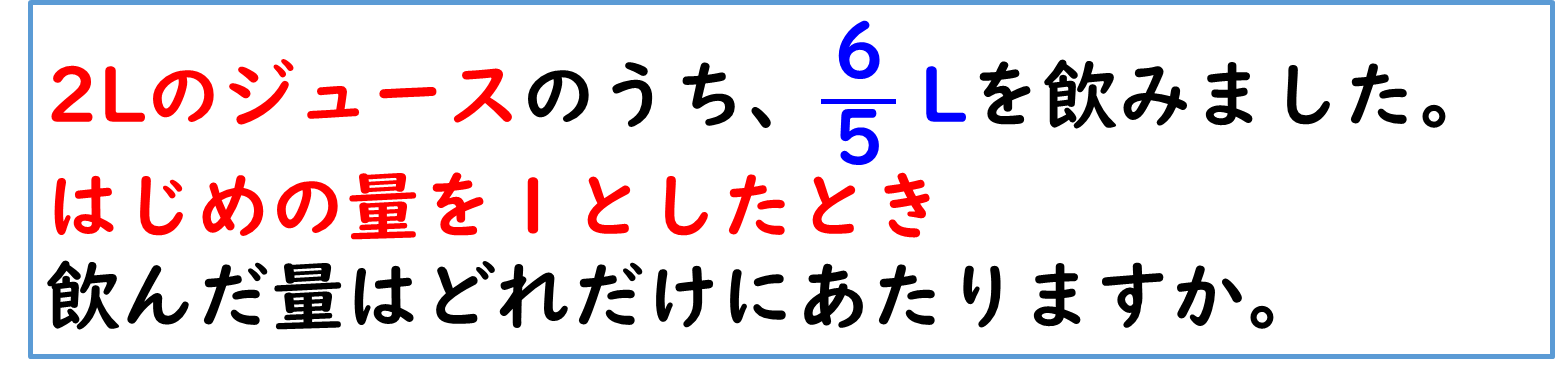 2Lのジュースのうち、6/5 Lを飲みました。
はじめの量を1としたとき
飲んだ量はどれだけにあたりますか。